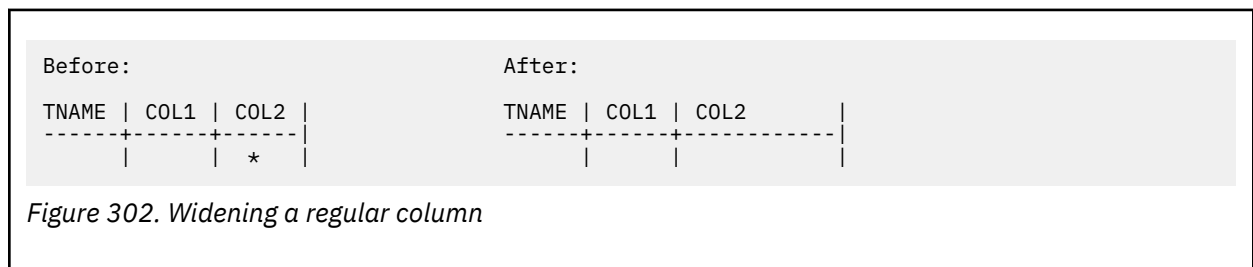 Before:                              After:
TNAME | COL1 | COL2 |                TNAME | COL1 | COL2       |
------+------+------|                ------+------+------------|
      |      |  *   |                      |      |            |
Figure 302. Widening a regular column